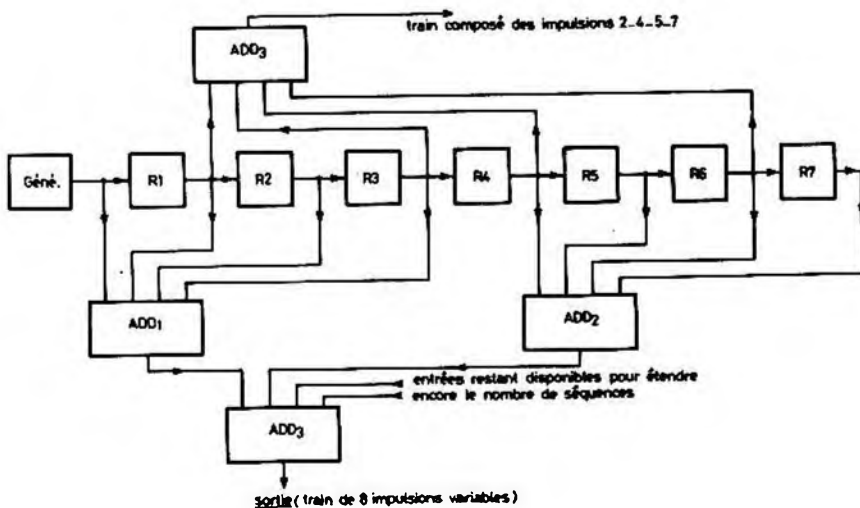 train composé des impulsions 2-4-5-7
ADD3
Géné.
R1
R2
R3
R4
R5
R6
R7
ADD1
ADD2
entrées restant disponibles pour étendre
encore le nombre de séquences
ADD3
sortie (train de 8 impulsions variables)